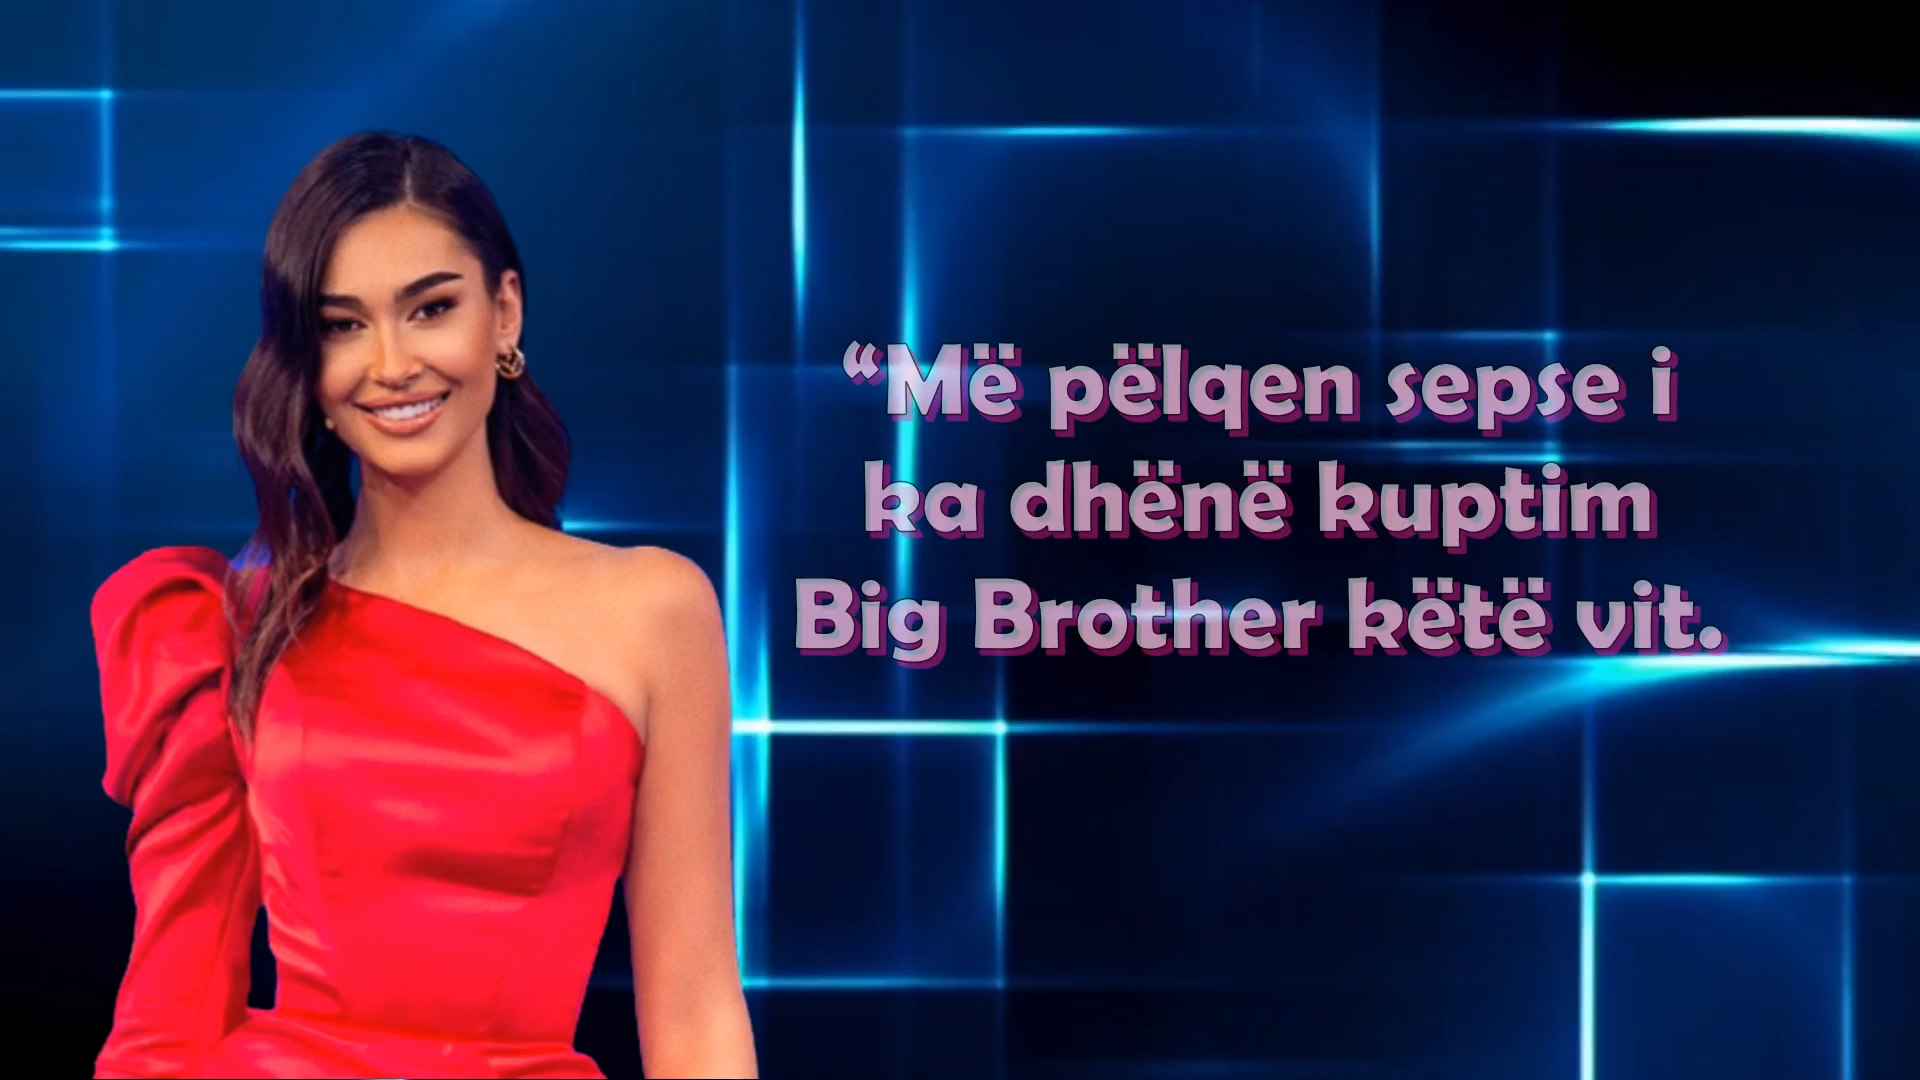 “Më pëlqen sepse i
ka dhënë kuptim
Big Brother këtë vit.